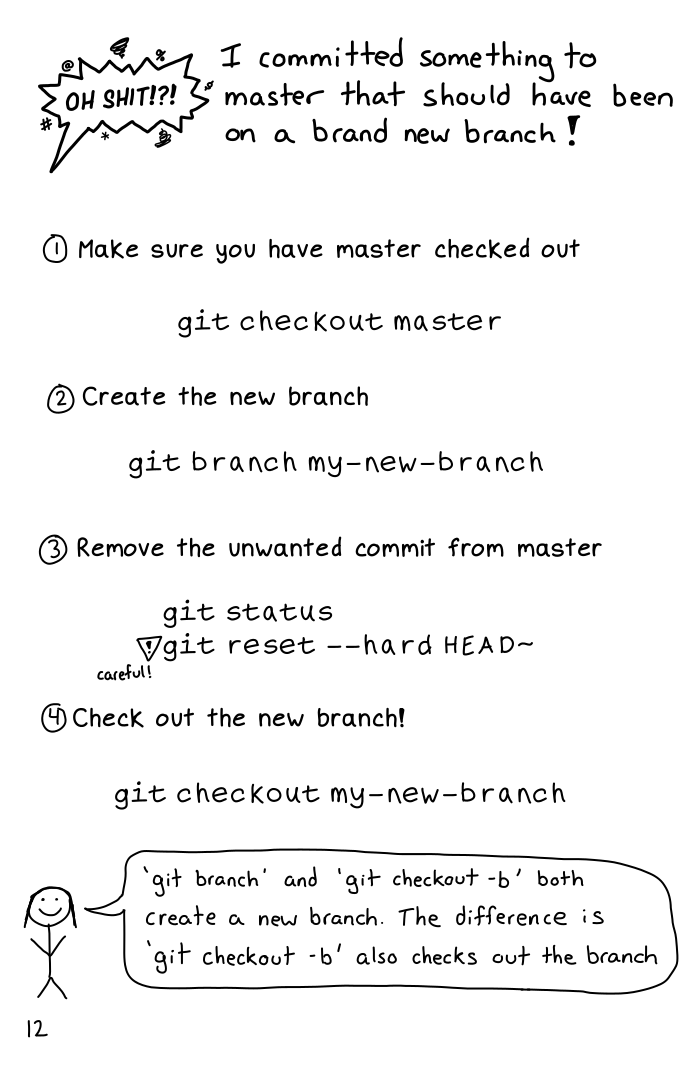 OH SHIT!?!
I committed something to
master that should have been
on a brand new branch!
① Make sure you have master checked out
git checkout master
② Create the new branch
git branch my-new-branch
③ Remove the unwanted commit from master
git status
! git reset --hard HEAD~
careful!
④ Check out the new branch!
git checkout my-new-branch
'git branch' and 'git checkout -b' both
create a new branch. The difference is
'git checkout -b' also checks out the branch
12